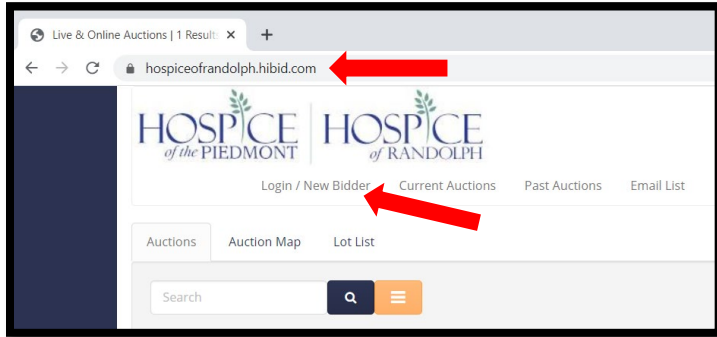 Live & Online Auctions | 1 Result
hospiceofrandolph.hibid.com
HOSPICE of the PIEDMONT HOSPICE of RANDOLPH
Login / New Bidder Current Auctions Past Auctions Email List
Auctions Auction Map Lot List
Search